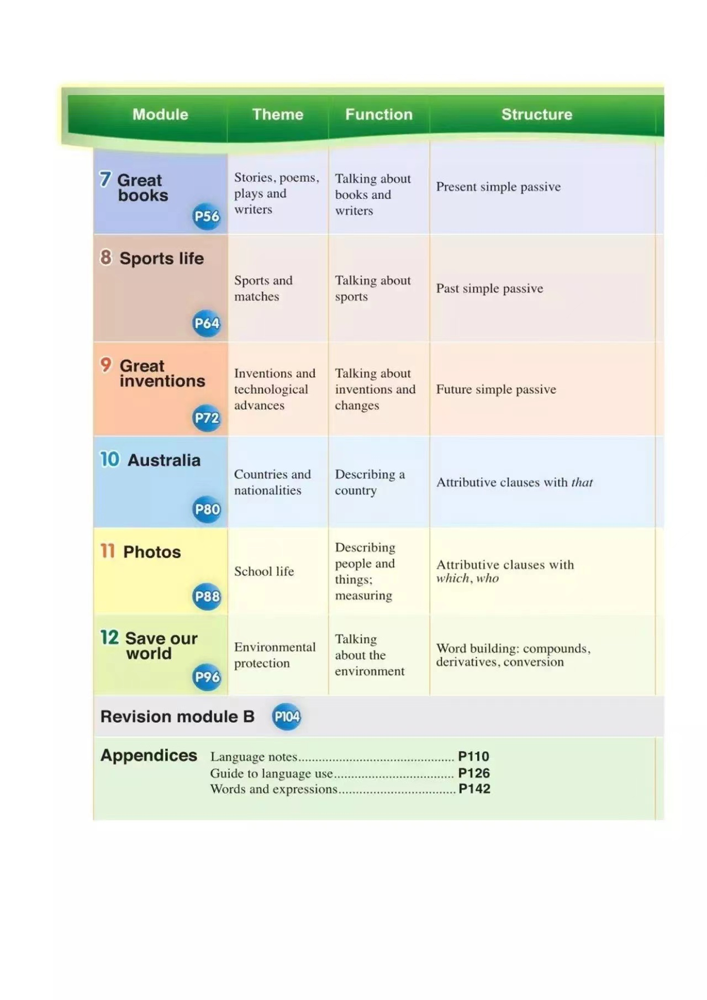 Module Theme Function Structure
7 Great
books
P56
Stories, poems,
plays and
writers
Talking about
books and
writers
Present simple passive
8 Sports life
P64
Sports and
matches
Talking about
sports
Past simple passive
9 Great
inventions
P72
Inventions and
technological
advances
Talking about
inventions and
changes
Future simple passive
10 Australia
P80
Countries and
nationalities
Describing a
country
Attributive clauses with that
11 Photos
P88
School life
Describing
people and
things;
measuring
Attributive clauses with
which, who
12 Save our
world
P96
Environmental
protection
Talking
about the
environment
Word building: compounds,
derivatives, conversion
Revision module B P104
Appendices Language notes............................................. P110
Guide to language use................................... P126
Words and expressions.................................. P142